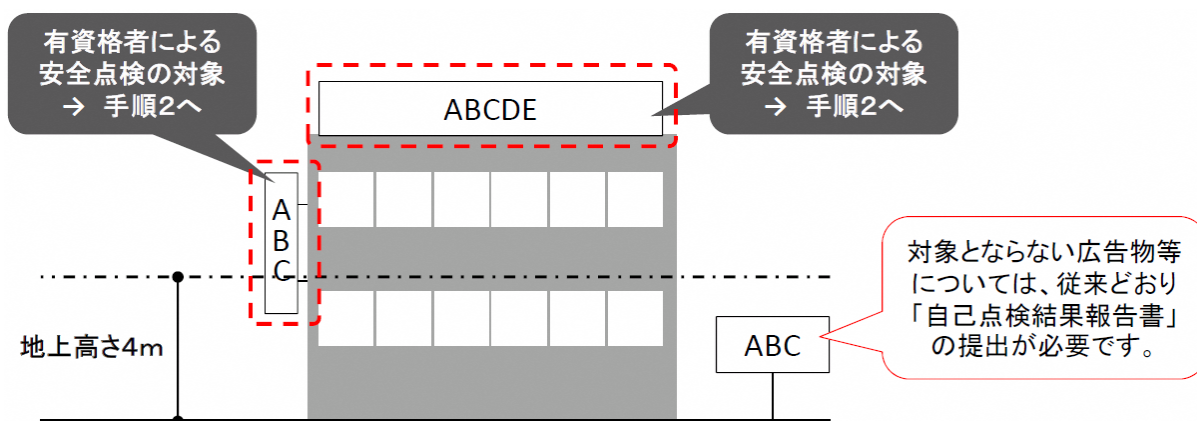 有資格者による
安全点検の対象
→ 手順2へ
有資格者による
安全点検の対象
→ 手順2へ
ABCDE
A
B
C
対象とならない広告物等
については、従来どおり
「自己点検結果報告書」
の提出が必要です。
地上高さ4m
ABC